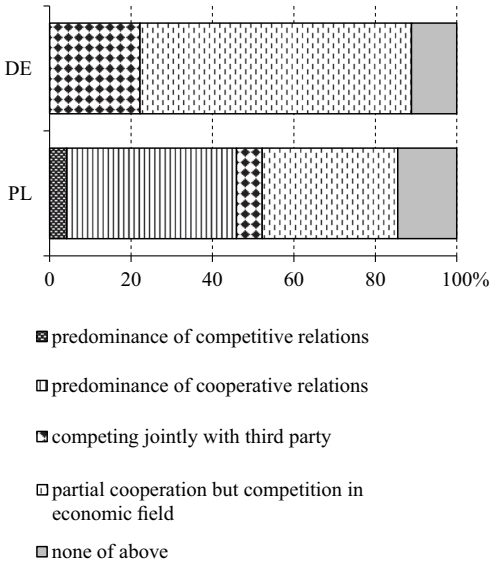 DE
PL
0 20 40 60 80 100%
predominance of competitive relations
predominance of cooperative relations
competing jointly with third party
partial cooperation but competition in
economic field
none of above